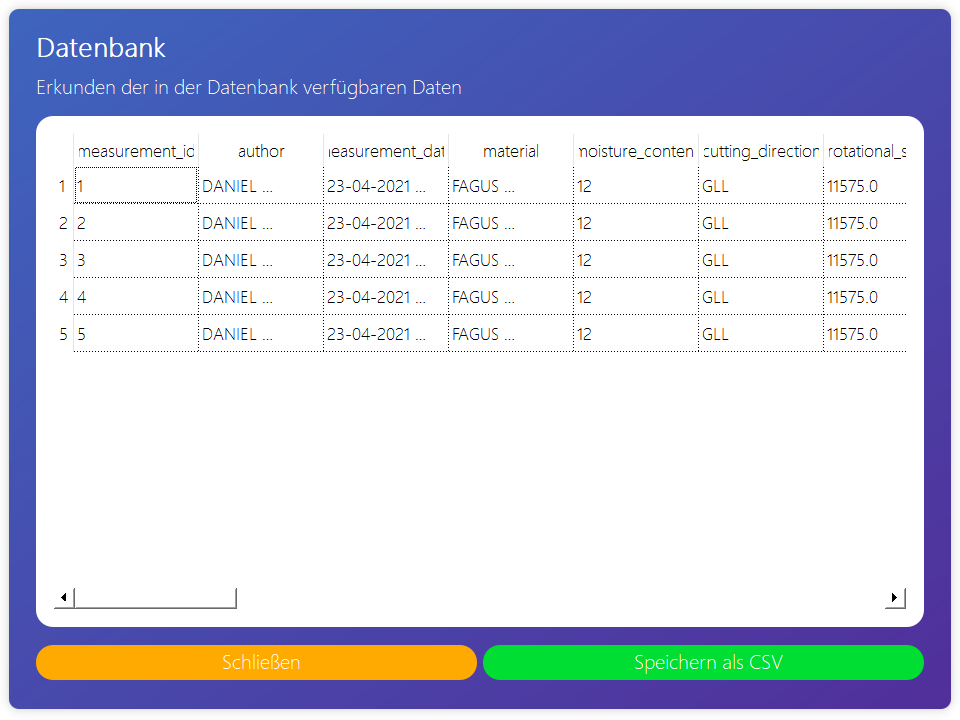 Datenbank
Erkunden der in der Datenbank verfügbaren Daten
measurement_id author neasurement_dat material moisture_conten cutting_direction rotational_s
1 1 DANIEL ... 23-04-2021 ... FAGUS ... 12 GLL 11575.0
2 2 DANIEL ... 23-04-2021 ... FAGUS ... 12 GLL 11575.0
3 3 DANIEL ... 23-04-2021 ... FAGUS ... 12 GLL 11575.0
4 4 DANIEL ... 23-04-2021 ... FAGUS ... 12 GLL 11575.0
5 5 DANIEL ... 23-04-2021 ... FAGUS ... 12 GLL 11575.0
Schließen Speichern als CSV